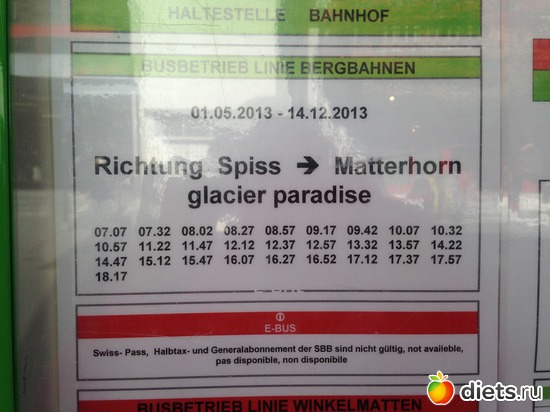 HALTESTELLE BAHNHOF
BUSBETRIEB LINIE BERGBAHNEN
01.05.2013 - 14.12.2013
Richtung Spiss ➔ Matterhorn
glacier paradise
07.07 07.32 08.02 08.27 08.57 09.17 09.42 10.07 10.32
10.57 11.22 11.47 12.12 12.37 12.57 13.32 13.57 14.22
14.47 15.12 15.47 16.07 16.27 16.52 17.12 17.37 17.57
18.17
E-BUS
E-BUS
Swiss- Pass, Halbtax- und Generalabonnement der SBB sind nicht gültig, not availeble,
pas disponible, non disponibile
BUSBETRIEB LINIE WINKELMATTEN
diets.ru